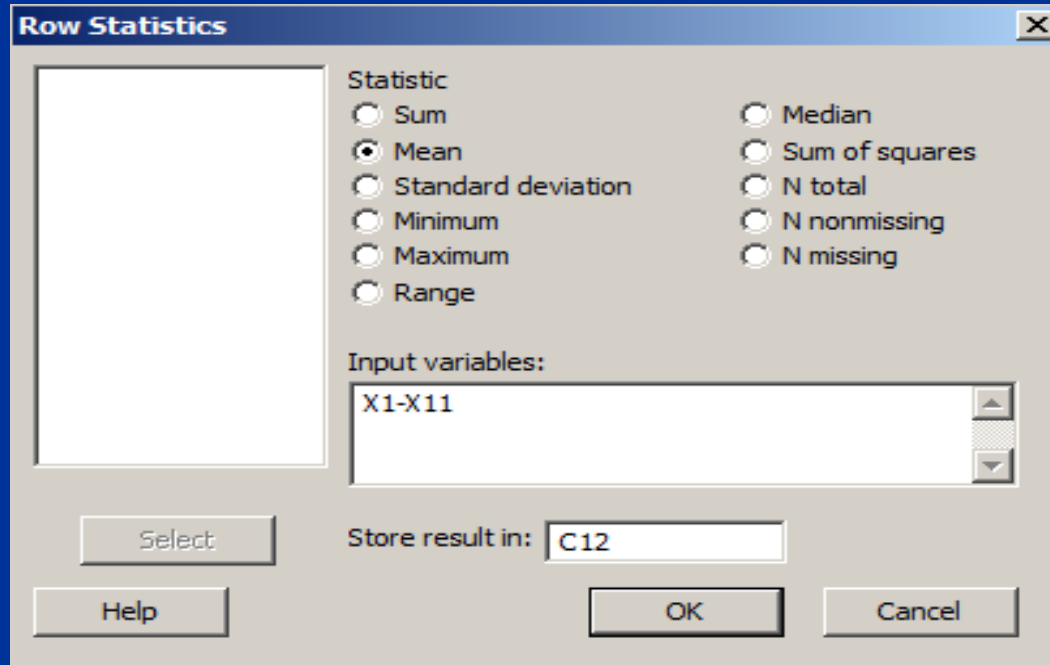 Row Statistics
Statistic
Sum
Median
Mean
Sum of squares
Standard deviation
N total
Minimum
N nonmissing
Maximum
N missing
Range
Input variables:
X1-X11
Select
Store result in: C12
Help
OK
Cancel